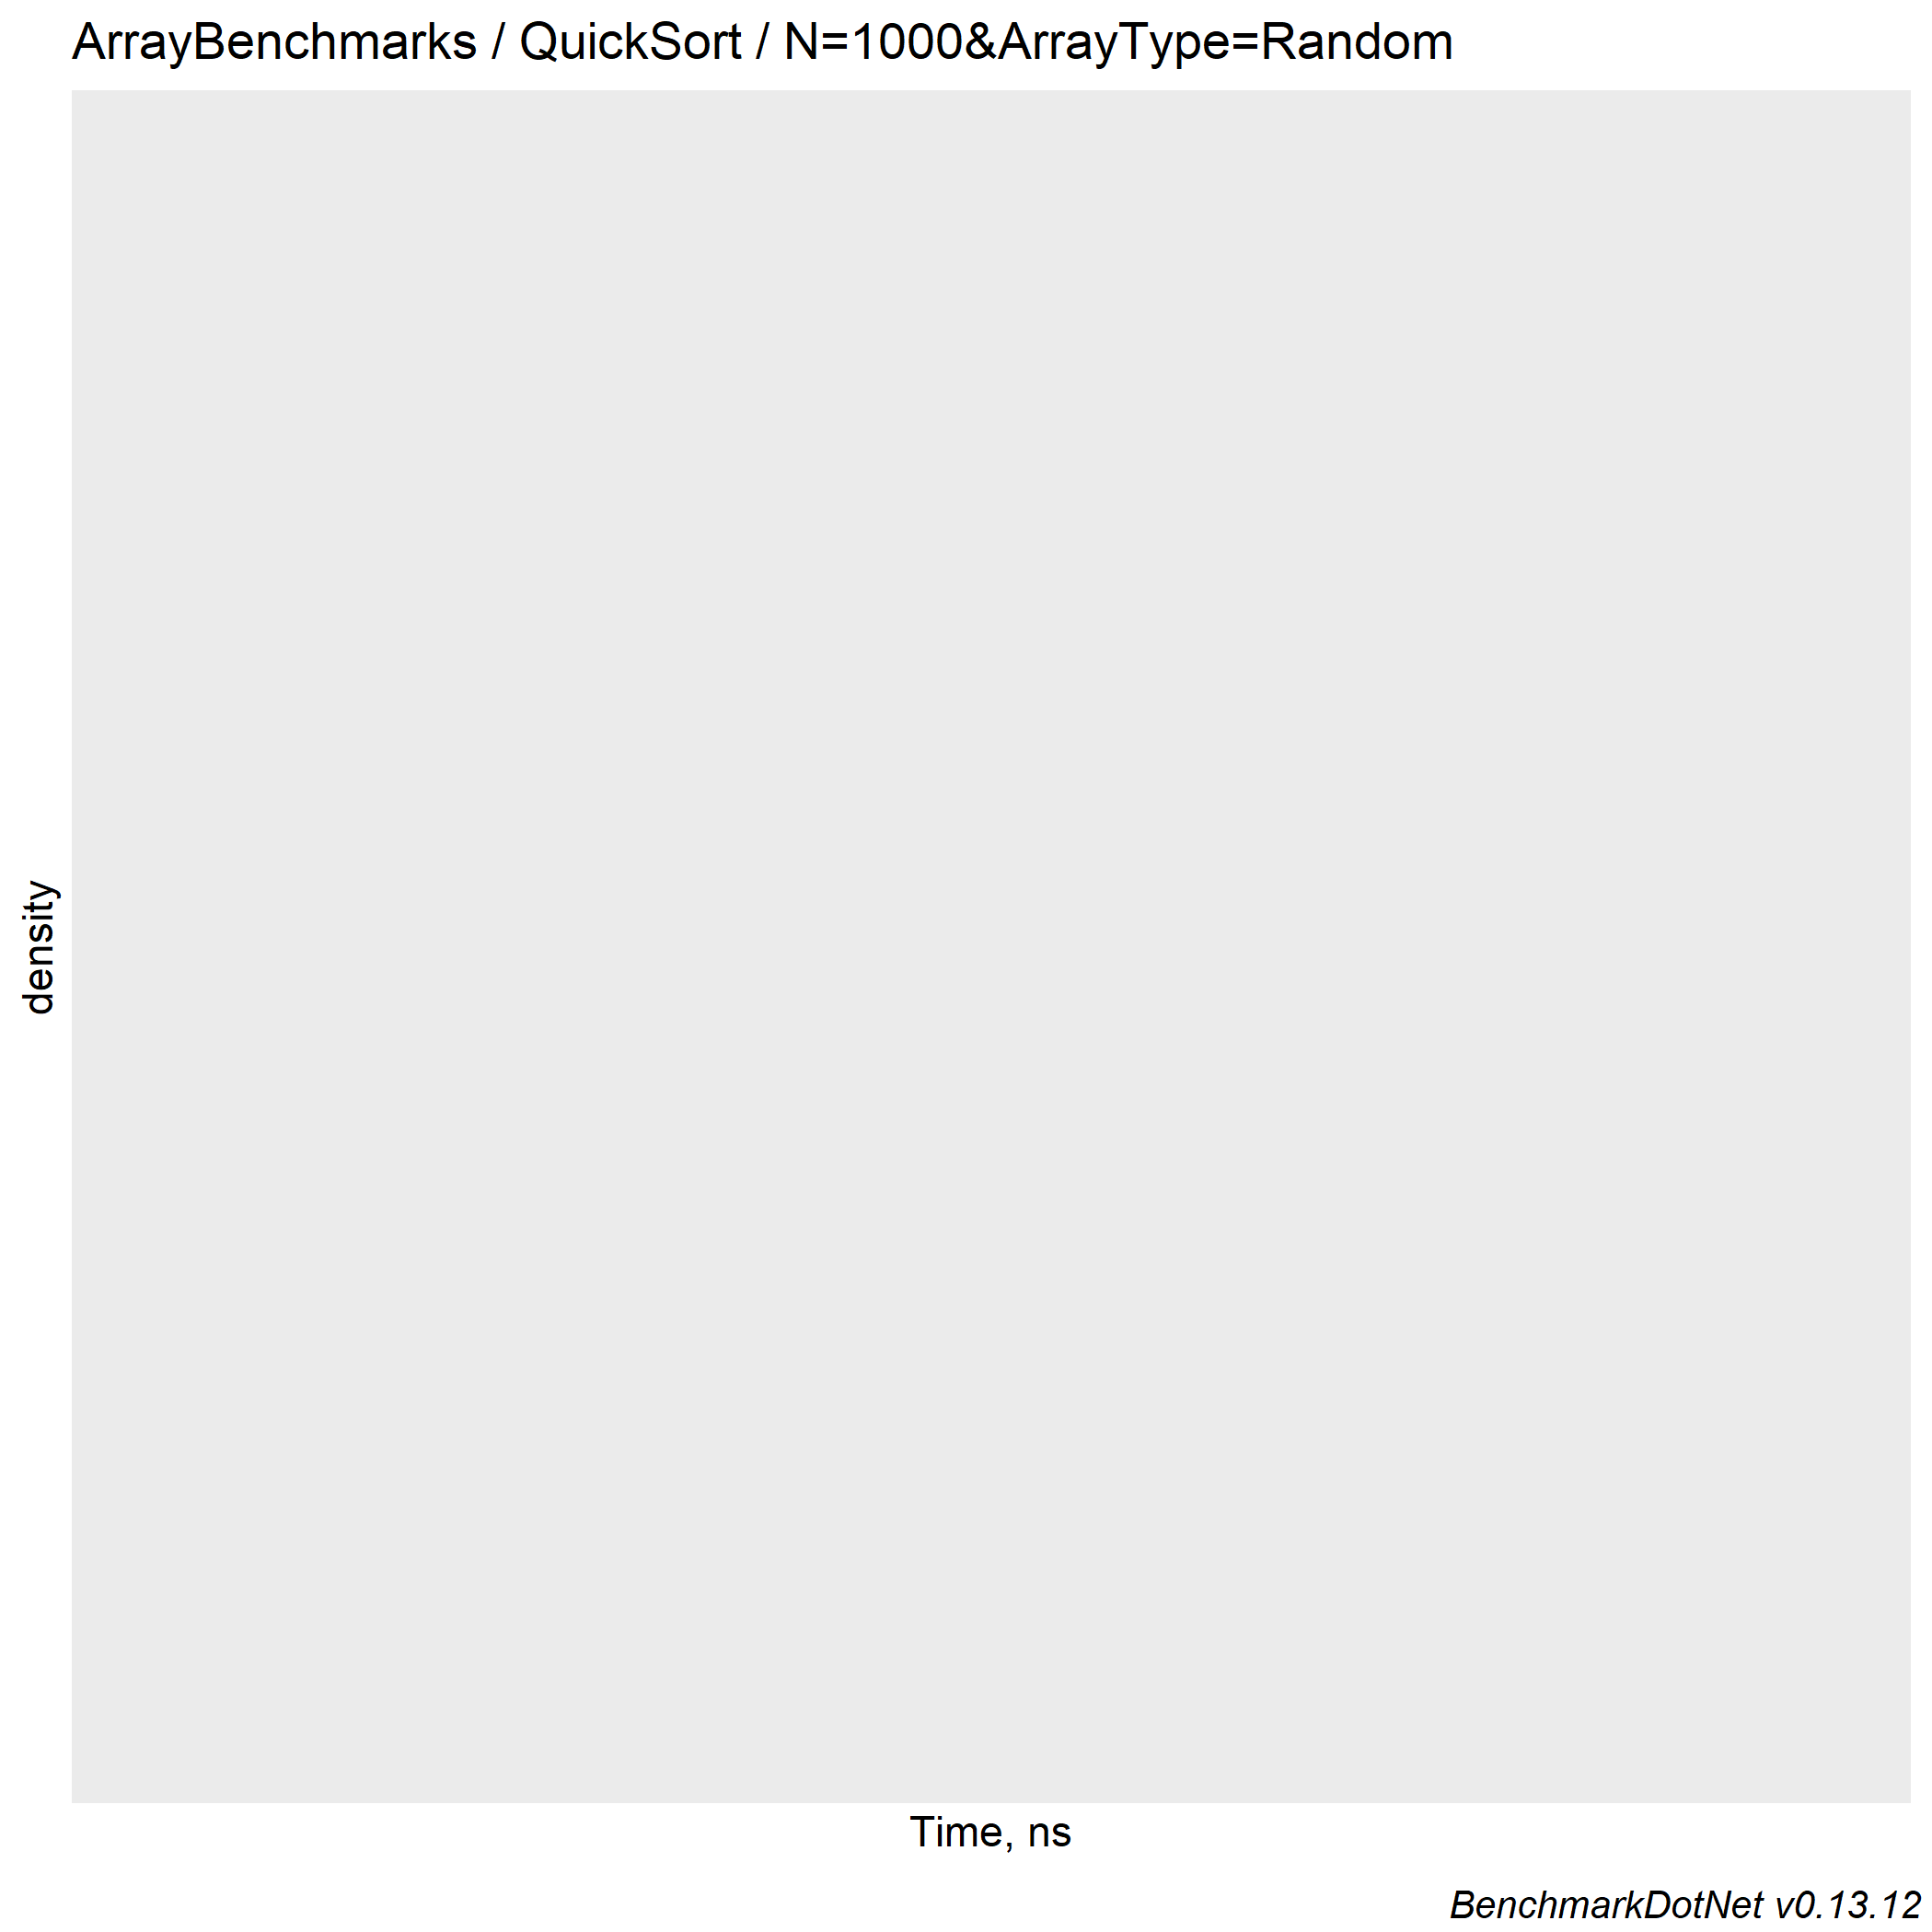 ArrayBenchmarks / QuickSort / N=1000&ArrayType=Random
density
Time, ns
BenchmarkDotNet v0.13.12